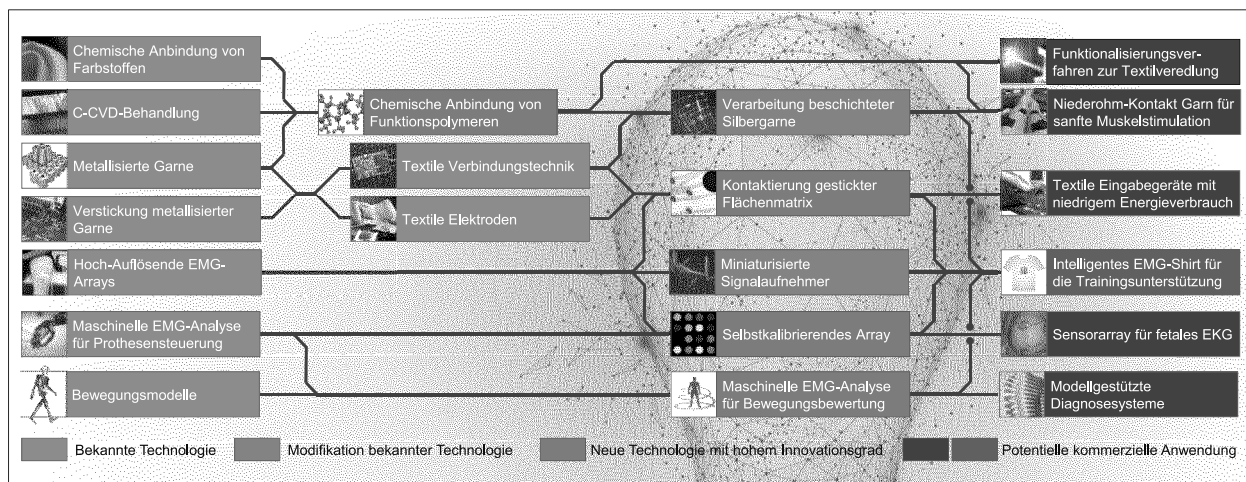 Chemische Anbindung von
Farbstoffen
C-CVD-Behandlung
Metallisierte Garne
Verstickung metallisierter
Garne
Hoch-Auflösende EMG-
Arrays
Maschinelle EMG-Analyse
für Prothesensteuerung
Bewegungsmodelle
Chemische Anbindung von
Funktionspolymeren
Textile Verbindungstechnik
Textile Elektroden
Verarbeitung beschichteter
Silbergarne
Kontaktierung gestickter
Flächenmatrix
Miniaturisierte
Signalaufnehmer
Selbstkalibrierendes Array
Maschinelle EMG-Analyse
für Bewegungsbewertung
Funktionalisierungsver-
fahren zur Textilveredlung
Niederohm-Kontakt Garn für
sanfte Muskelstimulation
Textile Eingabegeräte mit
niedrigem Energieverbrauch
Intelligentes EMG-Shirt für
die Trainingsunterstützung
Sensorarray für fetales EKG
Modellgestützte
Diagnosesysteme
Bekannte Technologie
Modifikation bekannter Technologie
Neue Technologie mit hohem Innovationsgrad
Potentielle kommerzielle Anwendung